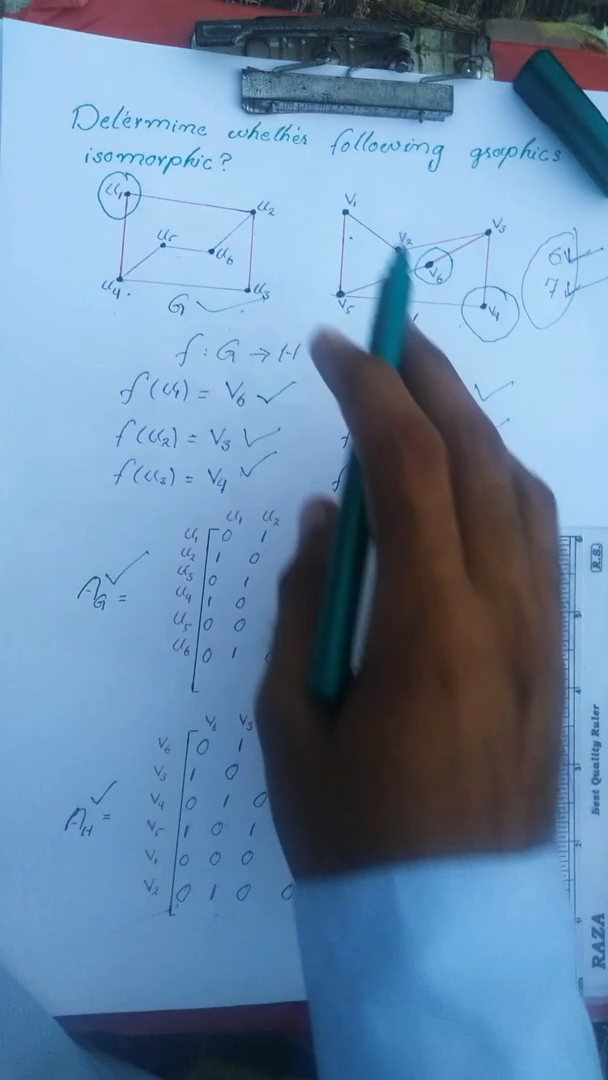 Determine whether following graphics
isomorphic?
u1 u2 u5 u6 u4 u3
G
v1 v2 v3 v6 v5 v4
6
7
f : G → H
f(u1) = v6
f(u2) = v3
f(u3) = v4
AG =
u1 u2
u1 0 1
u2 1 0
u3 0 1
u4 1 0
u5 0 0
u6 0 1
AH =
v6 v3
v6 0 1
v3 1 0
v4 0 1 0
v5 1 0 1
v1 0 0 0
v2 0 1 0 0
R.S.
Best Quality Ruler
RAZA